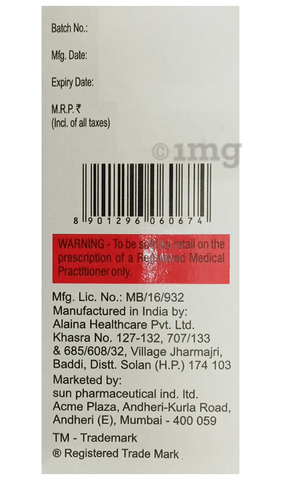 Batch No.:
Mfg. Date:
Expiry Date:
M.R.P. ₹
(Incl. of all taxes)
1mg
8 901296 060674
WARNING - To be sold by retail on the
prescription of a Registered Medical
Practitioner only.
Mfg. Lic. No.: MB/16/932
Manufactured in India by:
Alaina Healthcare Pvt. Ltd.
Khasra No. 127-132, 707/133
& 685/608/32, Village Jharmajri,
Baddi, Distt. Solan (H.P.) 174 103
Marketed by:
sun pharmaceutical ind. ltd.
Acme Plaza, Andheri-Kurla Road,
Andheri (E), Mumbai - 400 059
TM - Trademark
® Registered Trade Mark